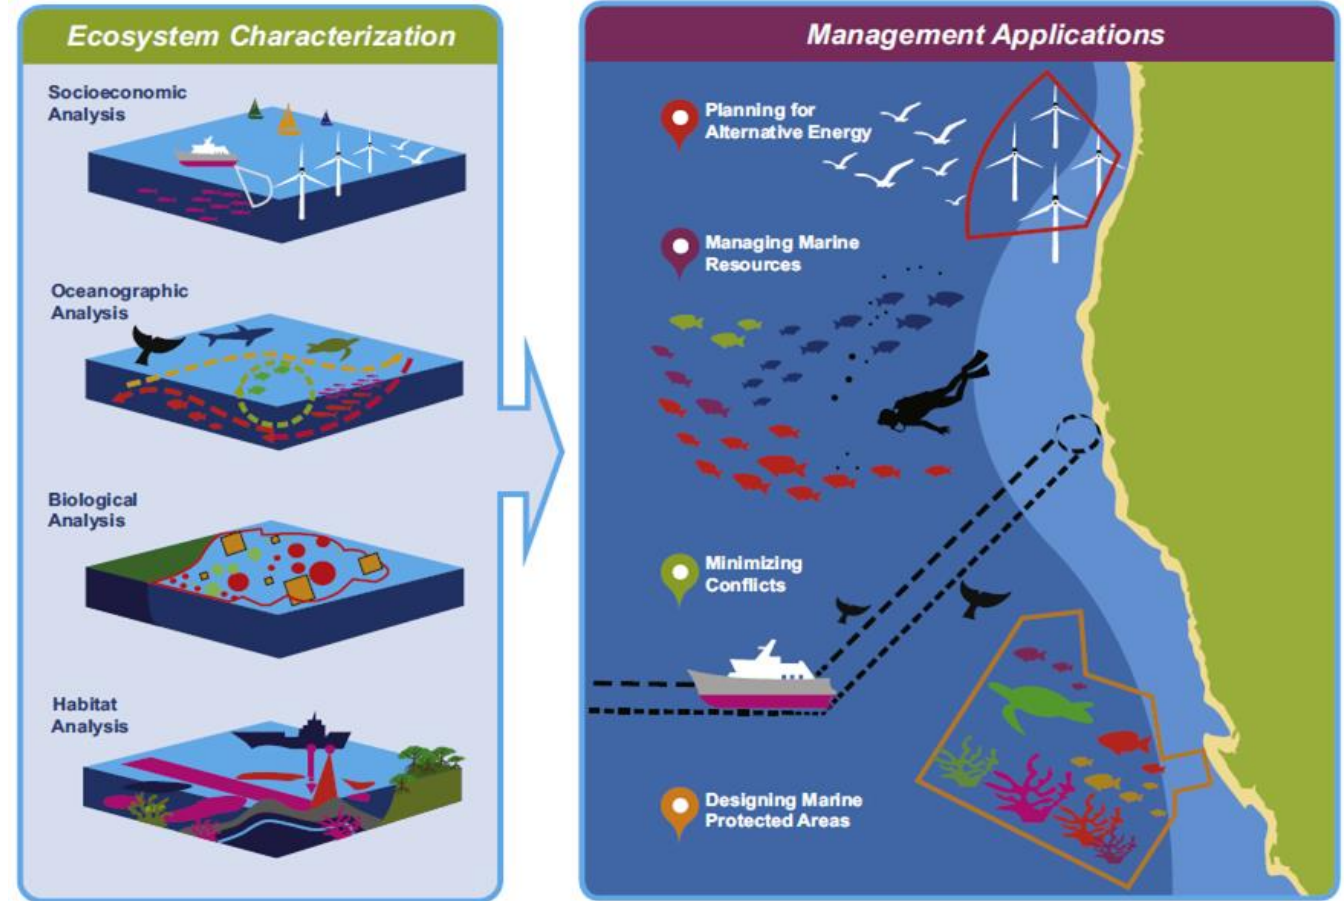 Ecosystem Characterization
Socioeconomic
Analysis
Oceanographic
Analysis
Biological
Analysis
Habitat
Analysis
Management Applications
Planning for
Alternative Energy
Managing Marine
Resources
Minimizing
Conflicts
Designing Marine
Protected Areas